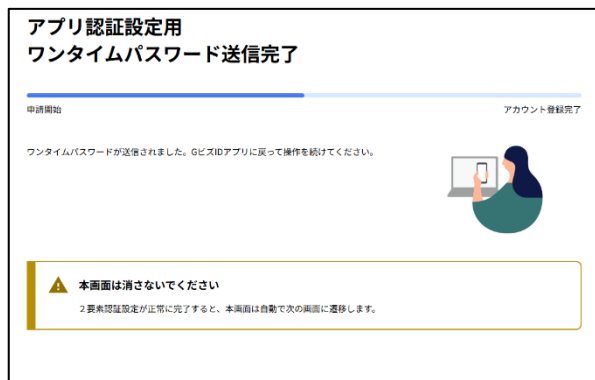 アプリ認証設定用
ワンタイムパスワード送信完了
申請開始
アカウント登録完了
ワンタイムパスワードが送信されました。GビズIDアプリに戻って操作を続けてください。
本画面は消さないでください
2要素認証設定が正常に完了すると、本画面は自動で次の画面に遷移します。